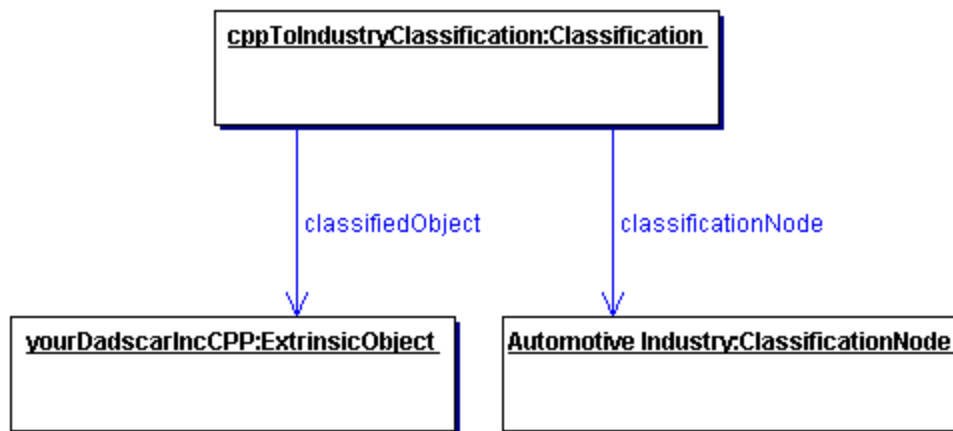 cppToIndustryClassification:Classification
classifiedObject
classificationNode
yourDadscarIncCPP:ExtrinsicObject
Automotive Industry:ClassificationNode